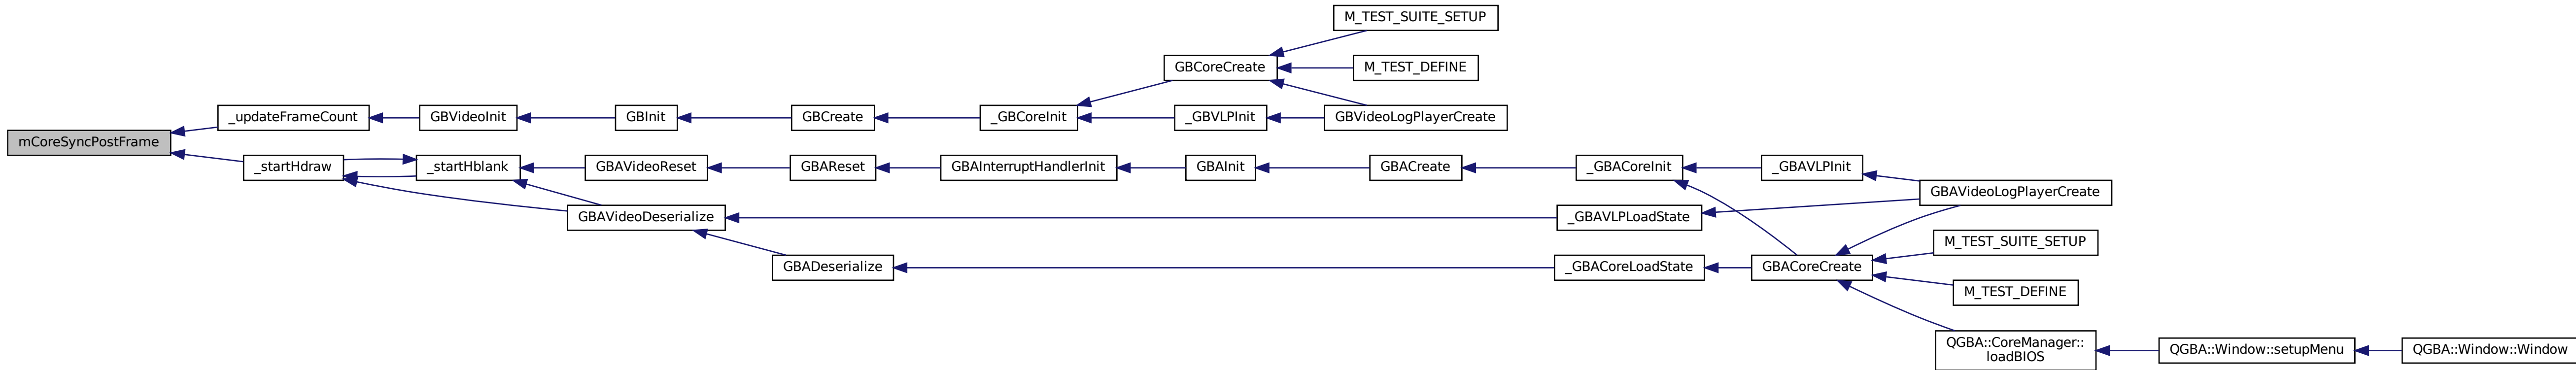 M_TEST_SUITE_SETUP
GBCoreCreate
M_TEST_DEFINE
_updateFrameCount
GBVideoInit
GBInit
GBCreate
_GBCoreInit
_GBVLPInit
GBVideoLogPlayerCreate
mCoreSyncPostFrame
_startHdraw
_startHblank
GBAVideoReset
GBAReset
GBAInterruptHandlerInit
GBAInit
GBACreate
_GBACoreInit
_GBAVLPInit
GBAVideoLogPlayerCreate
GBAVideoDeserialize
_GBAVLPLoadState
M_TEST_SUITE_SETUP
GBADeserialize
_GBACoreLoadState
GBACoreCreate
M_TEST_DEFINE
QGBA::CoreManager::
loadBIOS
QGBA::Window::setupMenu
QGBA::Window::Window